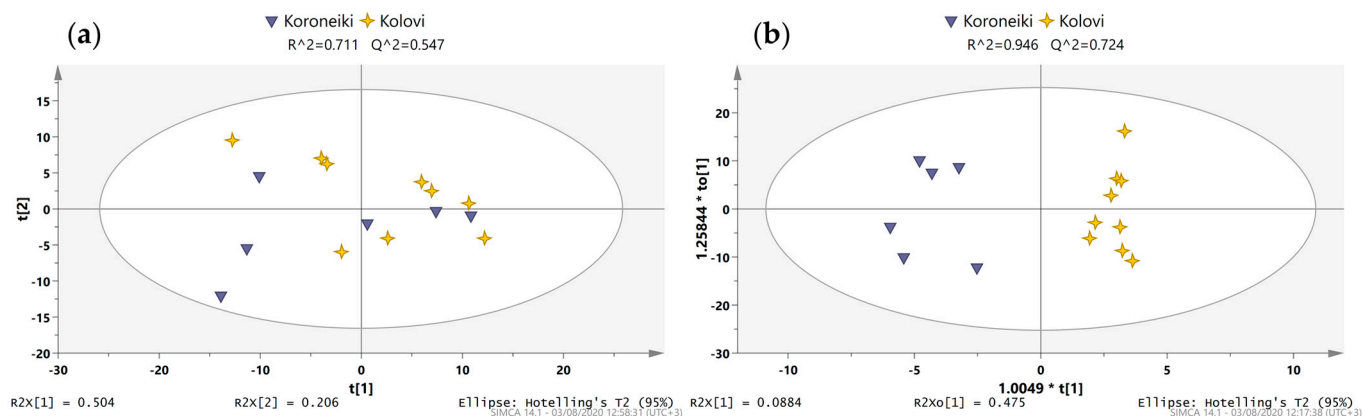 (a)
Koroneiki Kolovi
R^2=0.711 Q^2=0.547
15
10
5
0
-5
-10
-15
-20
t[2]
-30 -20 -10 0 10 20
t[1]
R2X[1] = 0.504 R2X[2] = 0.206 Ellipse: Hotelling's T2 (95%)
SIMCA 14.1 - 03/08/2020 12:58:31 (UTC+3)
(b)
Koroneiki Kolovi
R^2=0.946 Q^2=0.724
20
10
0
-10
-20
-30
1.25844 * to[1]
-10 -5 0 5 10
1.0049 * t[1]
R2X[1] = 0.0884 R2Xo[1] = 0.475 Ellipse: Hotelling's T2 (95%)
SIMCA 14.1 - 03/08/2020 12:17:38 (UTC+3)